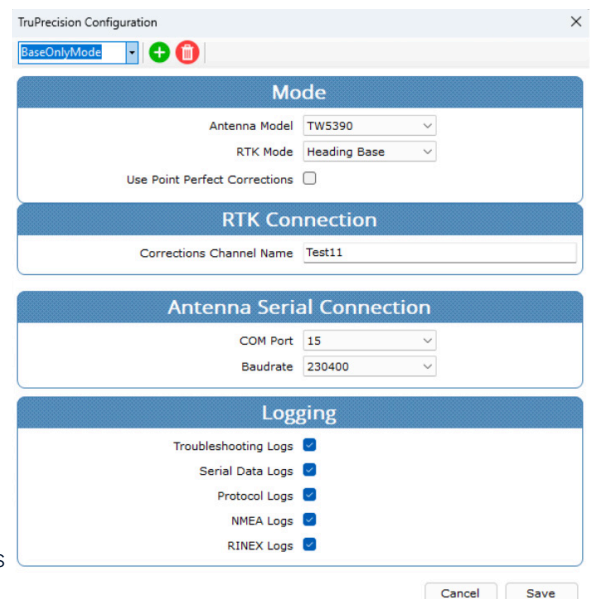 TruPrecision Configuration
BaseOnlyMode
Mode
Antenna Model TW5390
RTK Mode Heading Base
Use Point Perfect Corrections
RTK Connection
Corrections Channel Name Test11
Antenna Serial Connection
COM Port 15
Baudrate 230400
Logging
Troubleshooting Logs
Serial Data Logs
Protocol Logs
NMEA Logs
RINEX Logs
s
Cancel Save